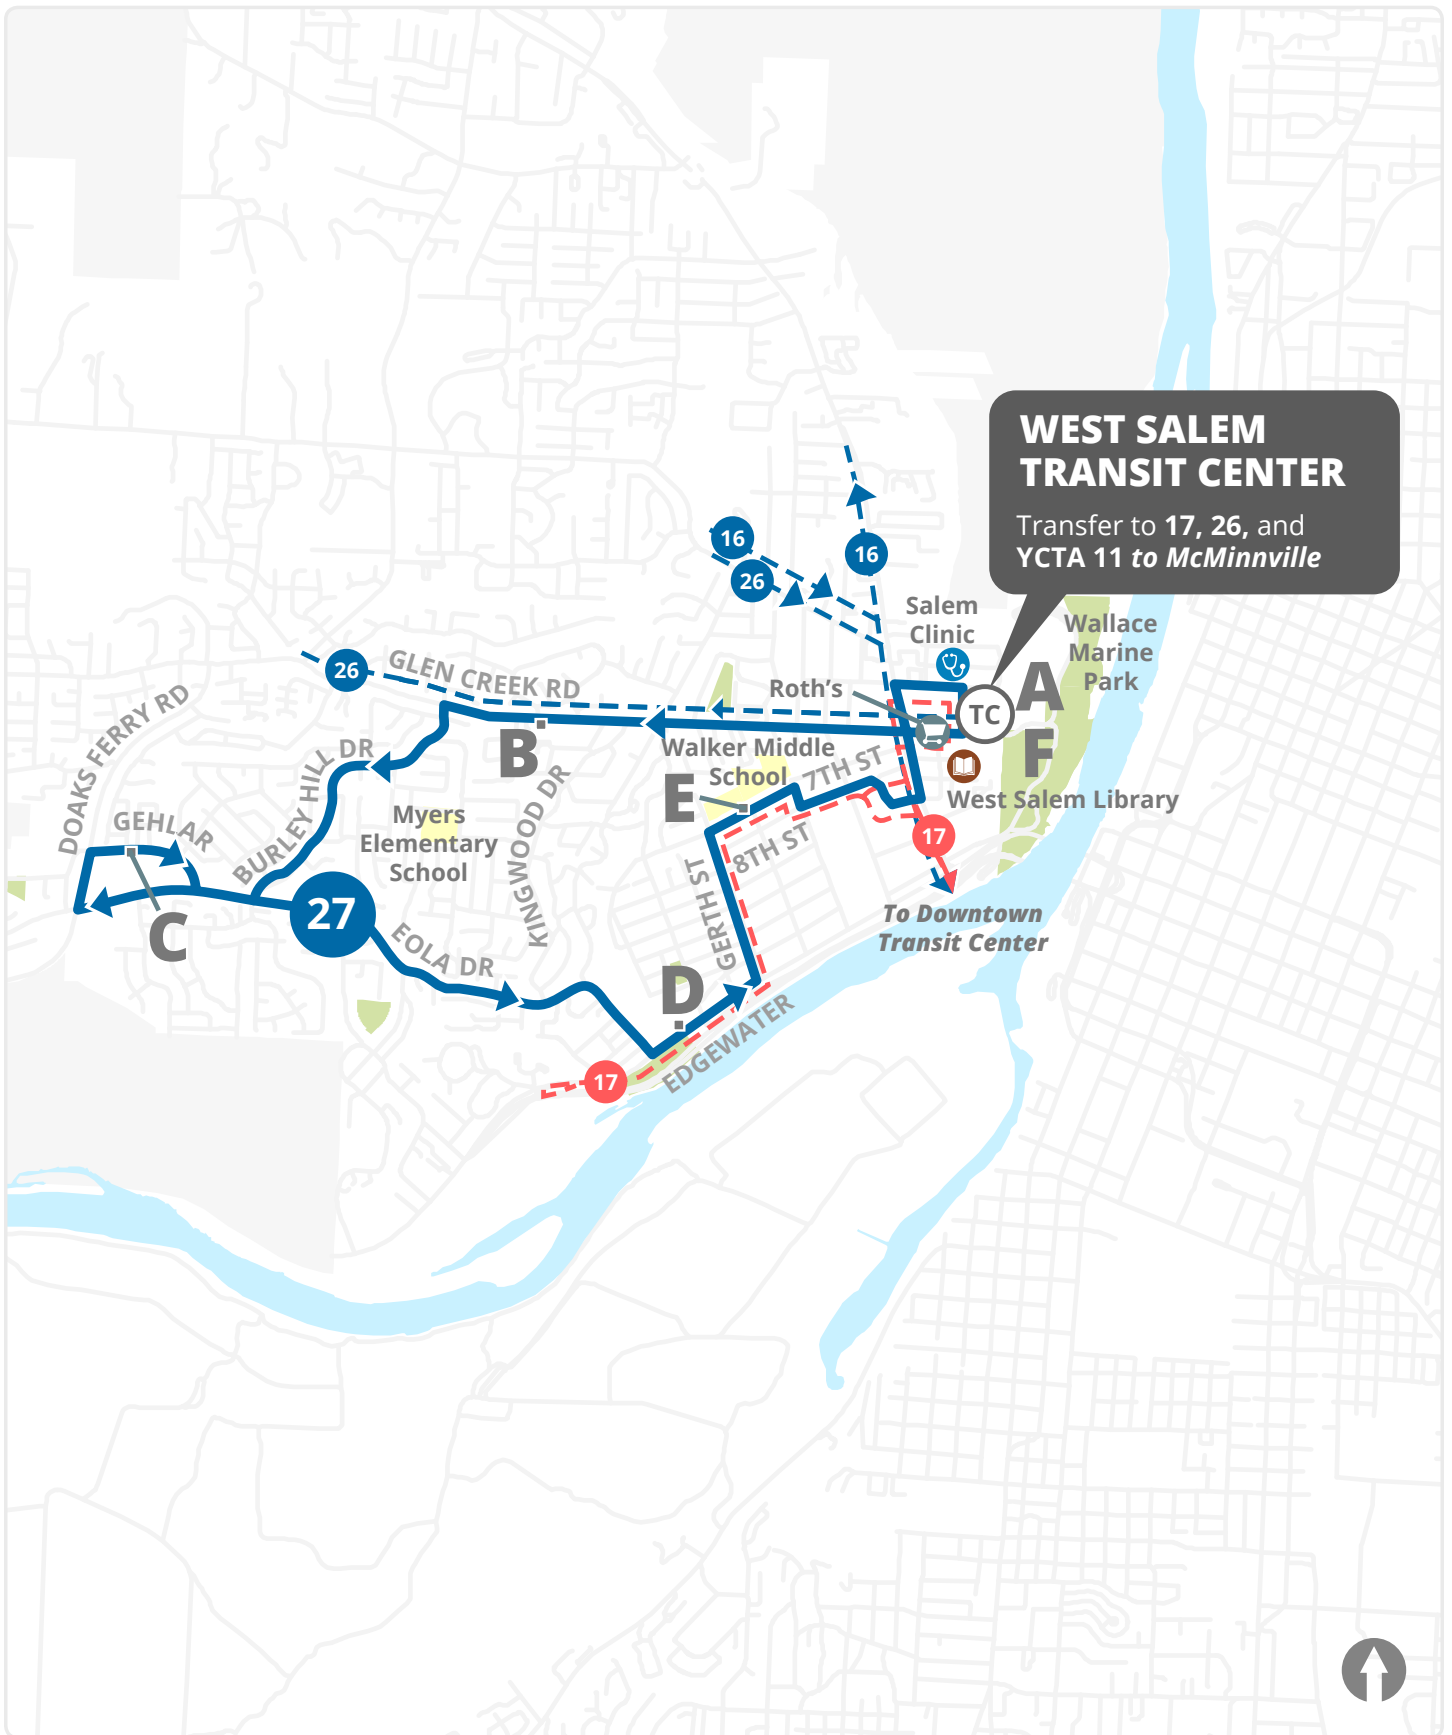 WEST SALEM
TRANSIT CENTER
Transfer to 17, 26, and
YCTA 11 to McMinnville
16
16
26
Salem
Clinic
Wallace
Marine
Park
26
GLEN CREEK RD
Roth's
A
TC
DOAKS FERRY RD
B
F
BURLEY HILL DR
Walker Middle
School
7TH ST
E
West Salem Library
KINGWOOD DR
Myers
Elementary
School
GEHLAR
17
8TH ST
27
C
GERTH ST
To Downtown
Transit Center
EOLA DR
D
EDGEWATER
17